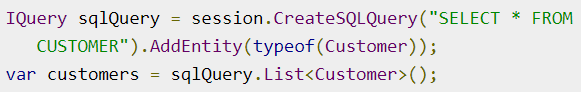 IQuery sqlQuery = session.CreateSQLQuery("SELECT * FROM
CUSTOMER").AddEntity(typeof(Customer));
var customers = sqlQuery.List<Customer>();